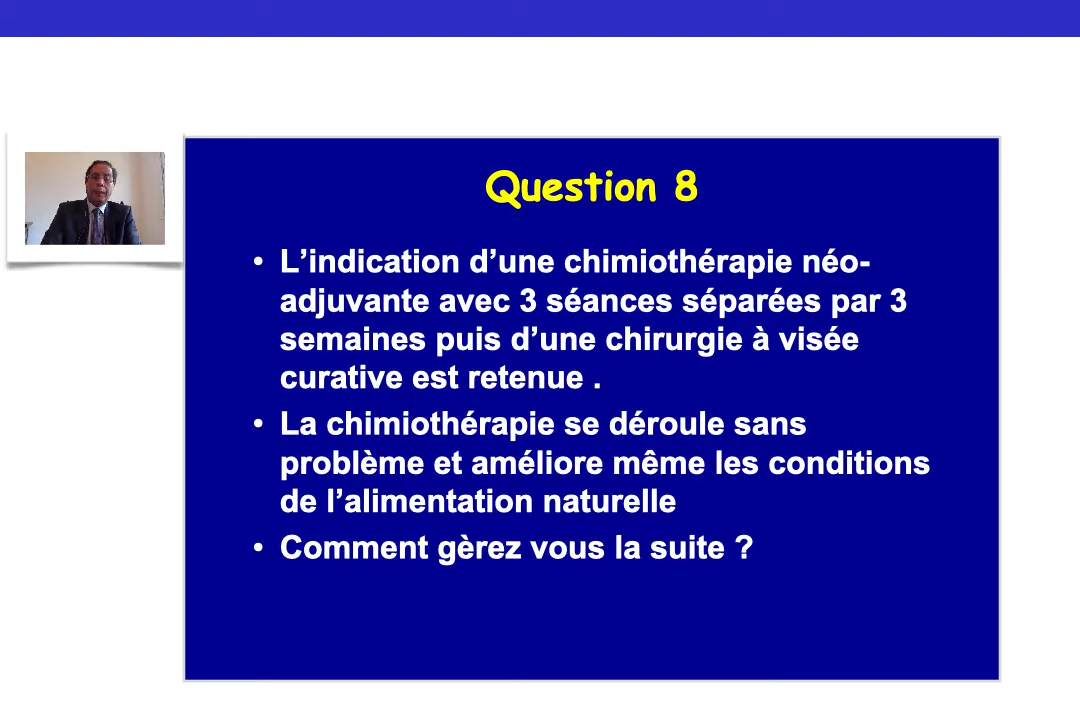 Question 8
• L’indication d’une chimiothérapie néo-
adjuvante avec 3 séances séparées par 3
semaines puis d’une chirurgie à visée
curative est retenue .
• La chimiothérapie se déroule sans
problème et améliore même les conditions
de l’alimentation naturelle
• Comment gèrez vous la suite ?